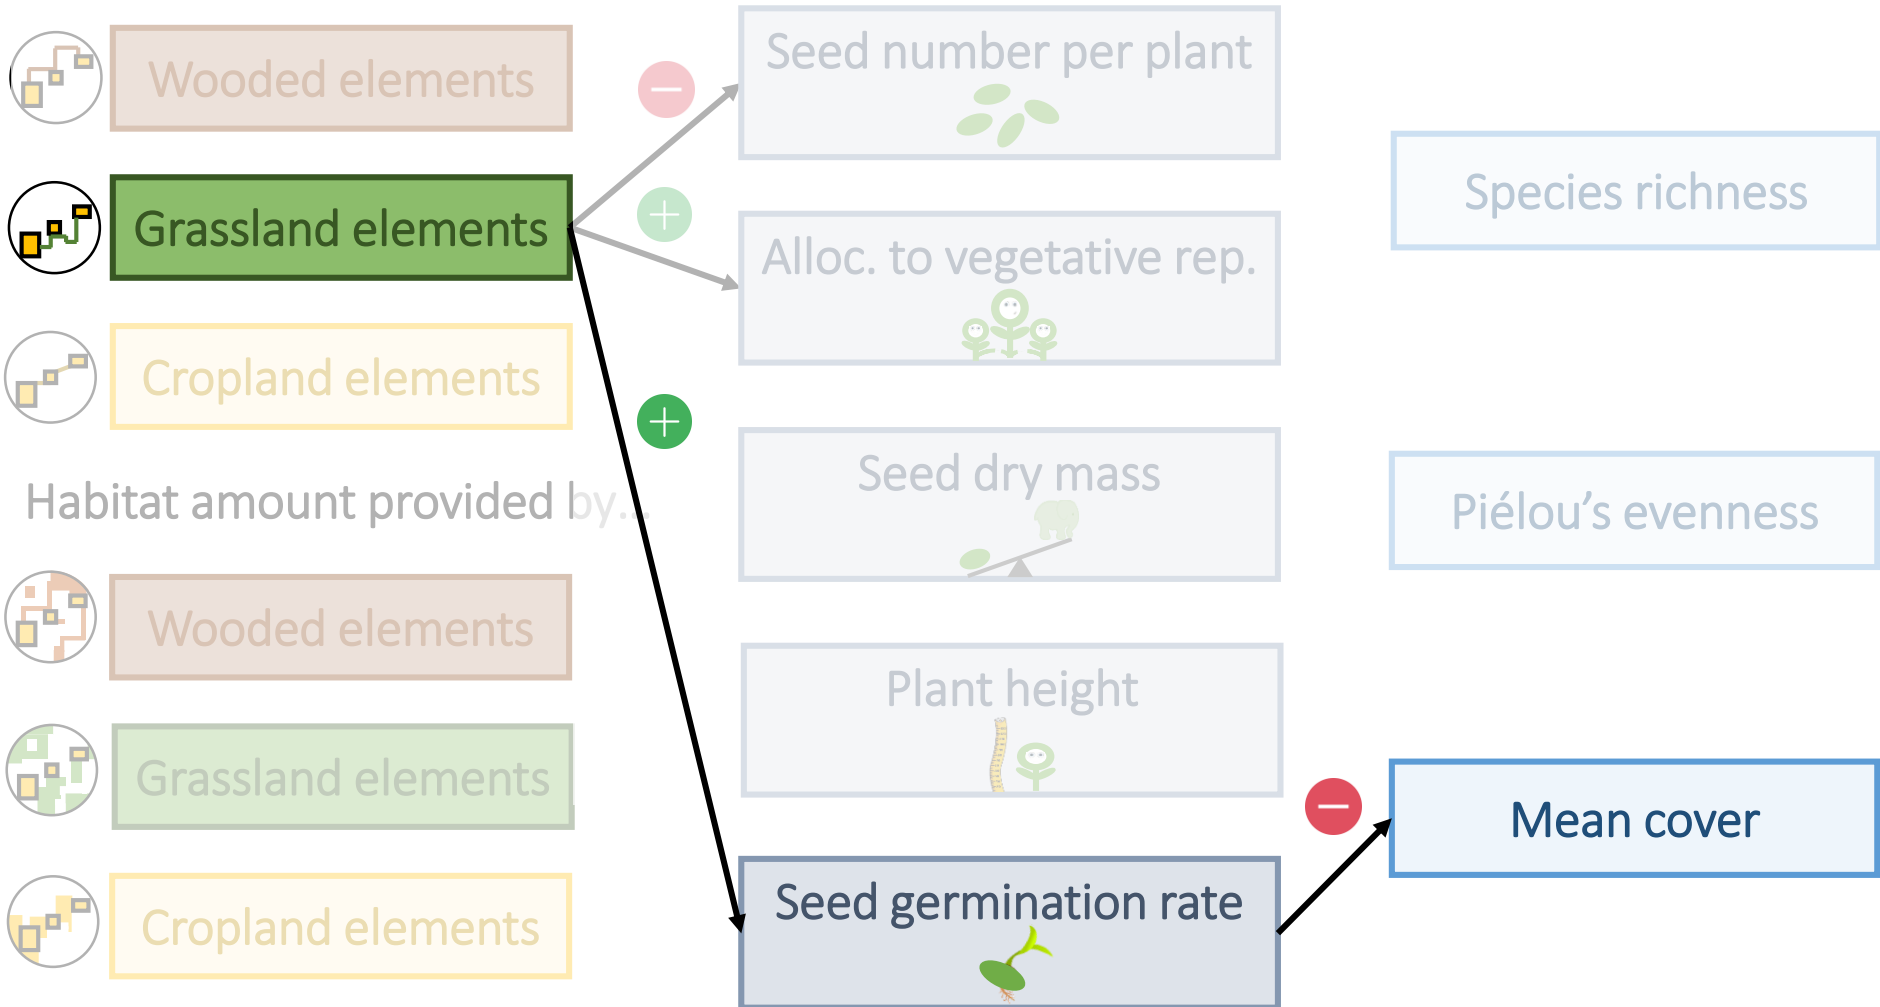 Wooded elements
Grassland elements
Cropland elements
Habitat amount provided by...
Wooded elements
Grassland elements
Cropland elements
Seed number per plant
Alloc. to vegetative rep.
Seed dry mass
Plant height
Seed germination rate
Species richness
Piélou’s evenness
Mean cover